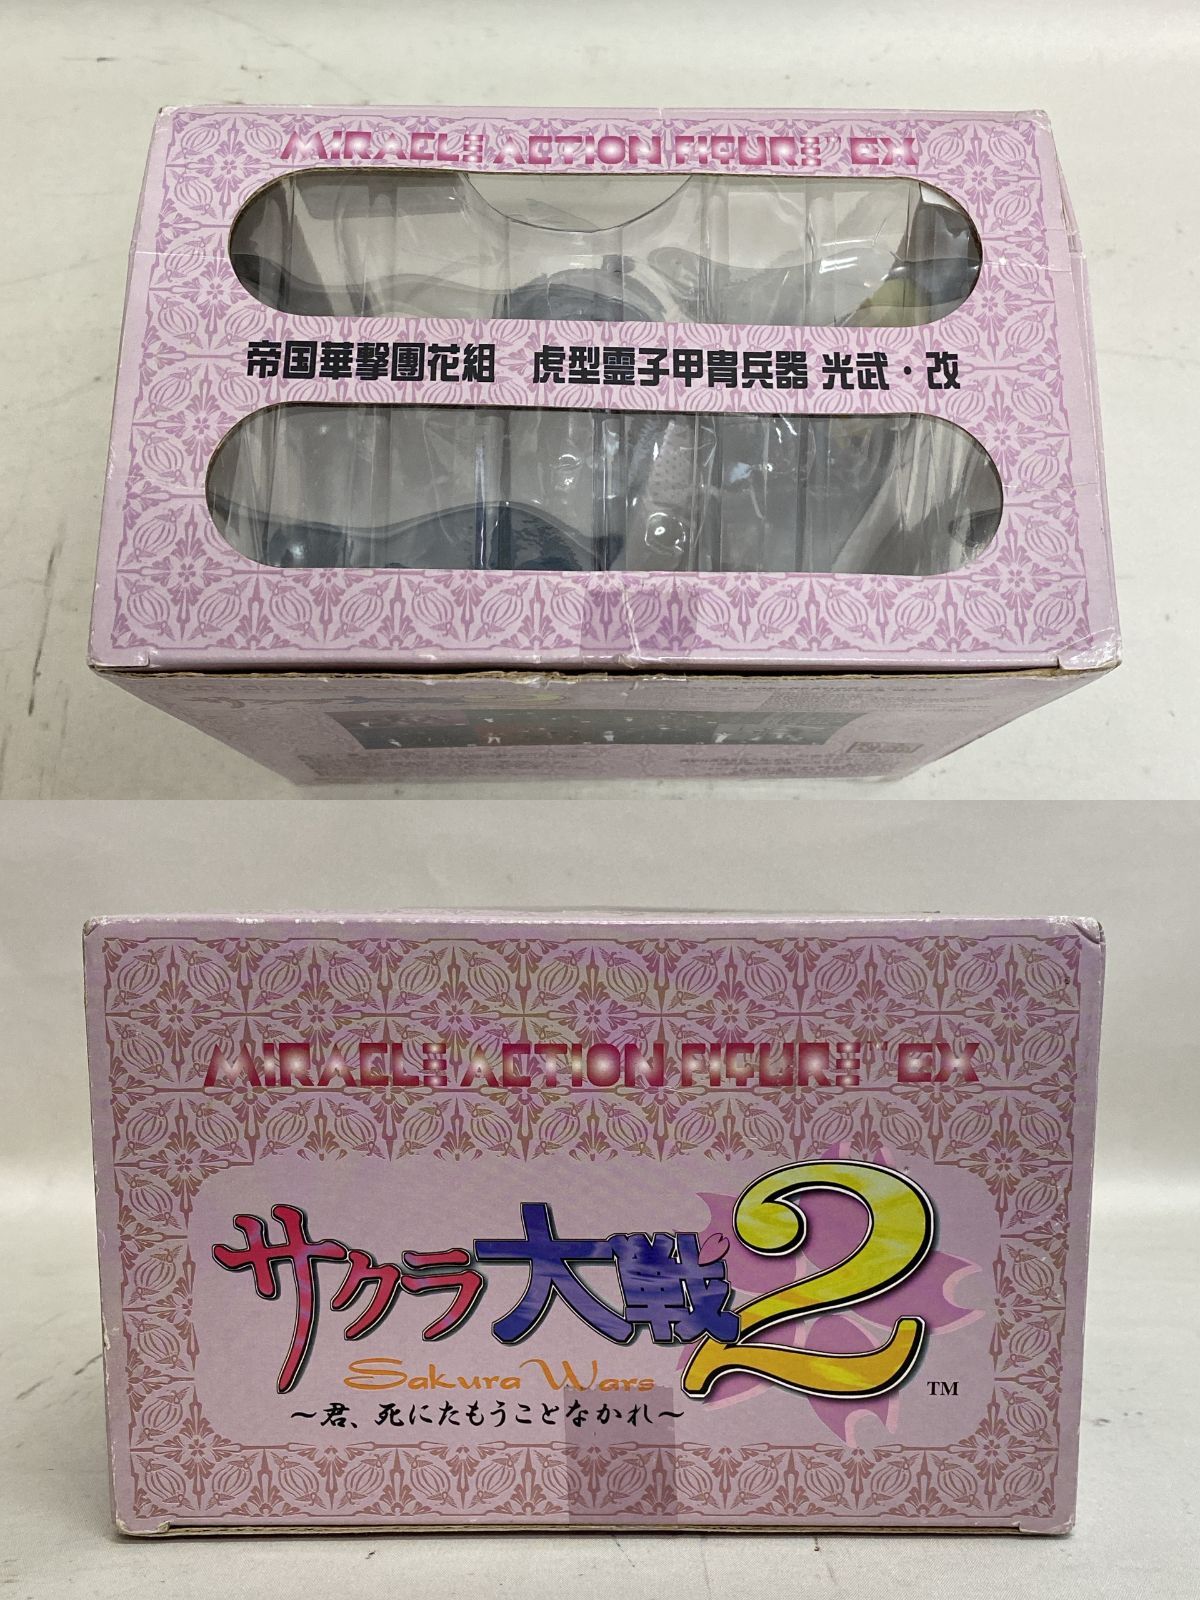 MIRACLE ACTION FIGURE™ EX
帝国華撃團花組 虎型霊子甲冑兵器 光武・改
MIRACLE ACTION FIGURE™ EX
サクラ大戦2
Sakura Wars
TM
～君、死にたもうことなかれ～